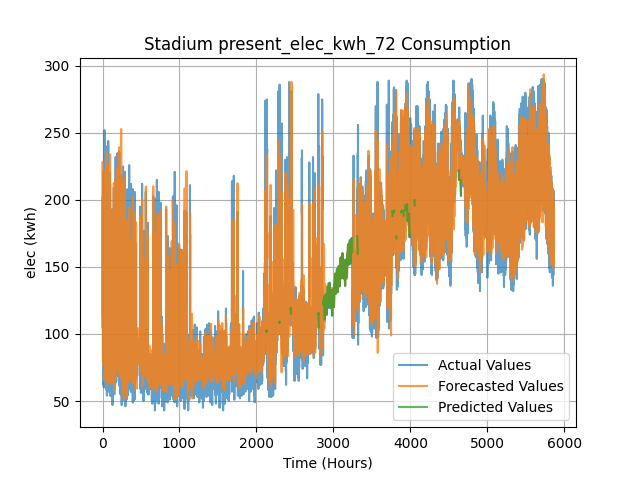 Stadium present_elec_kwh_72 Consumption
300
250
200
150
100
50
elec (kwh)
0
1000
2000
3000
4000
5000
6000
Time (Hours)
Actual Values
Forecasted Values
Predicted Values